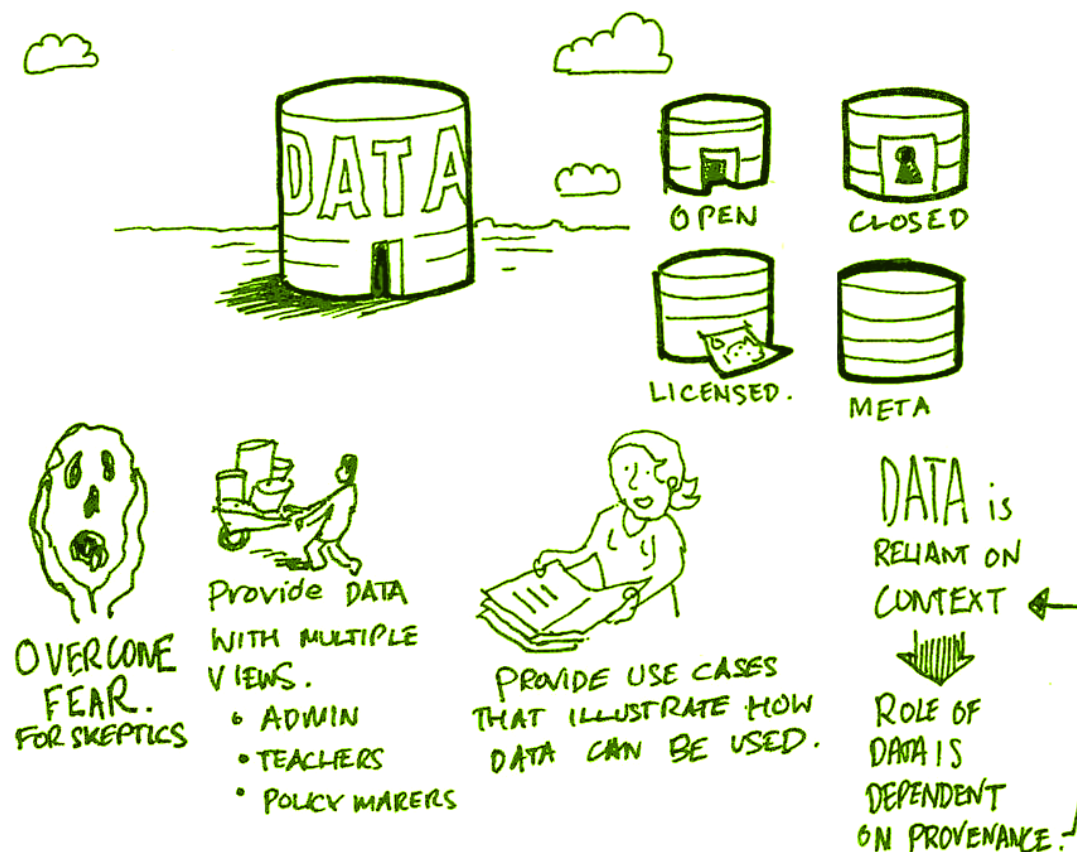 DATA
OPEN
CLOSED
LICENSED.
META
OVERCOME
FEAR.
FOR SKEPTICS
Provide DATA
WITH MULTIPLE
VIEWS.
• ADMIN
• TEACHERS
• POLICY MAKERS
PROVIDE USE CASES
THAT ILLUSTRATE HOW
DATA CAN BE USED.
DATA is
RELIANT ON
CONTEXT
ROLE OF
DATA IS
DEPENDENT
ON PROVENANCE.